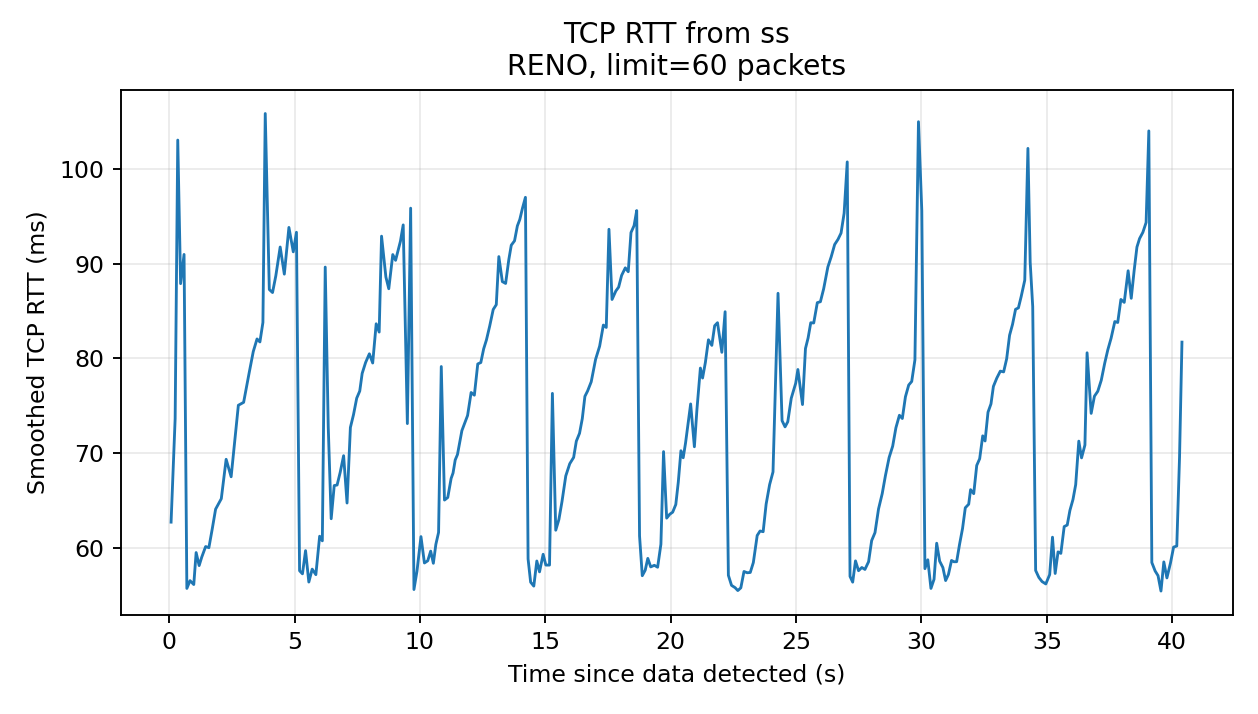 TCP RTT from ss
RENO, limit=60 packets
Smoothed TCP RTT (ms)
100
90
80
70
60
0 5 10 15 20 25 30 35 40
Time since data detected (s)